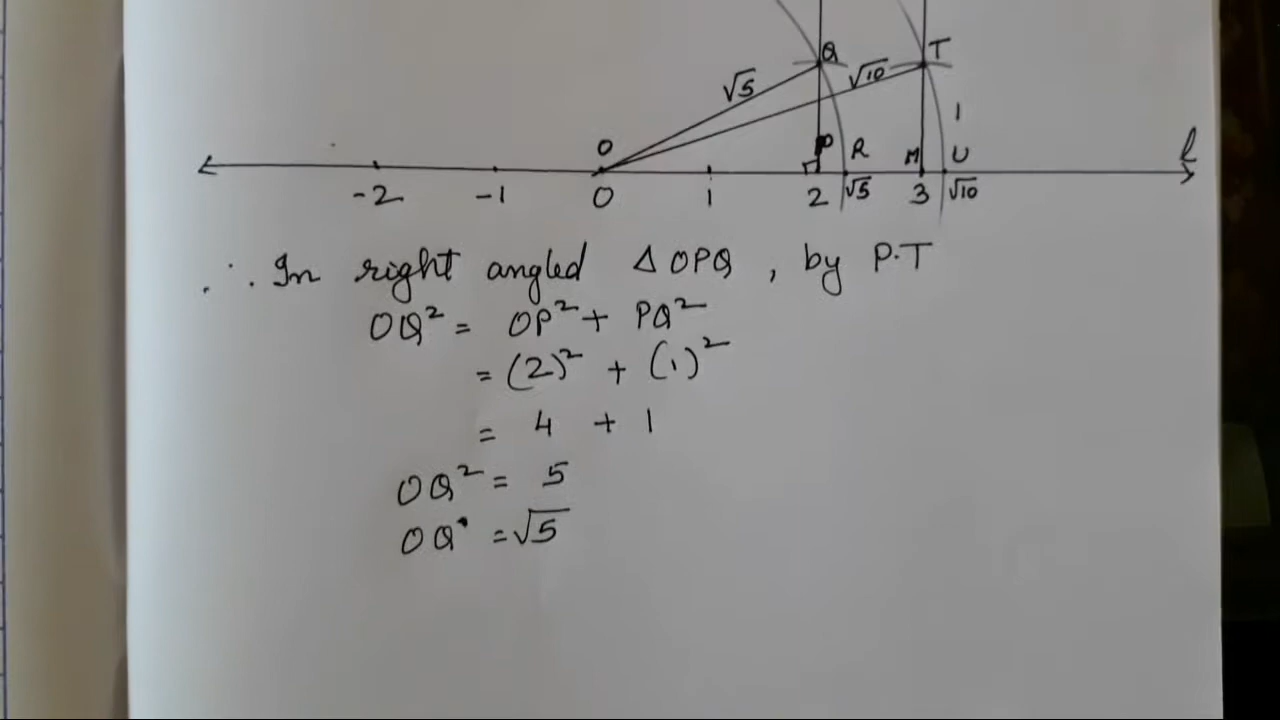 Q T
√5 √10
1
O P R M U l
-2 -1 0 1 2 √5 3 √10
∴ In right angled Δ OPQ , by P.T
OQ² = OP² + PQ²
= (2)² + (1)²
= 4 + 1
OQ² = 5
OQ = √5